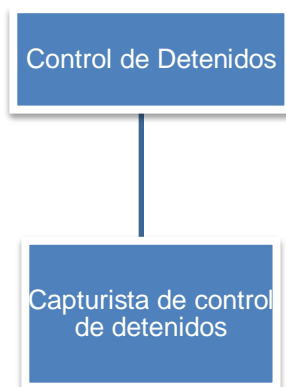 Control de Detenidos
Capturista de control
de detenidos